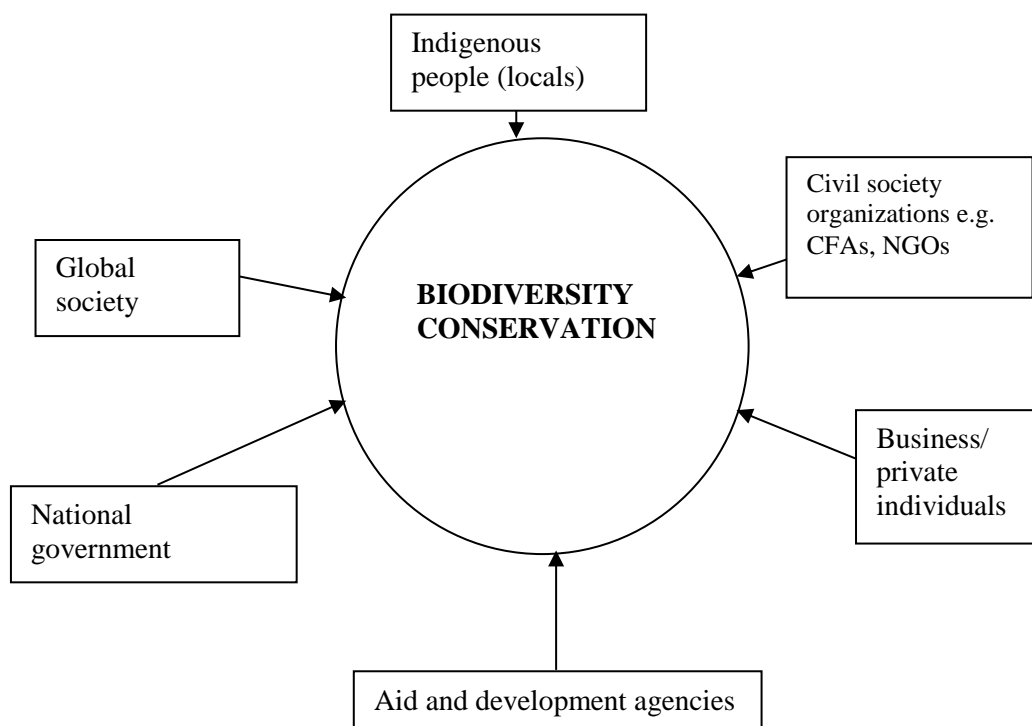 Indigenous
people (locals)
Civil society
organizations e.g.
CFAs, NGOs
Global
society
BIODIVERSITY
CONSERVATION
Business/
private
individuals
National
government
Aid and development agencies